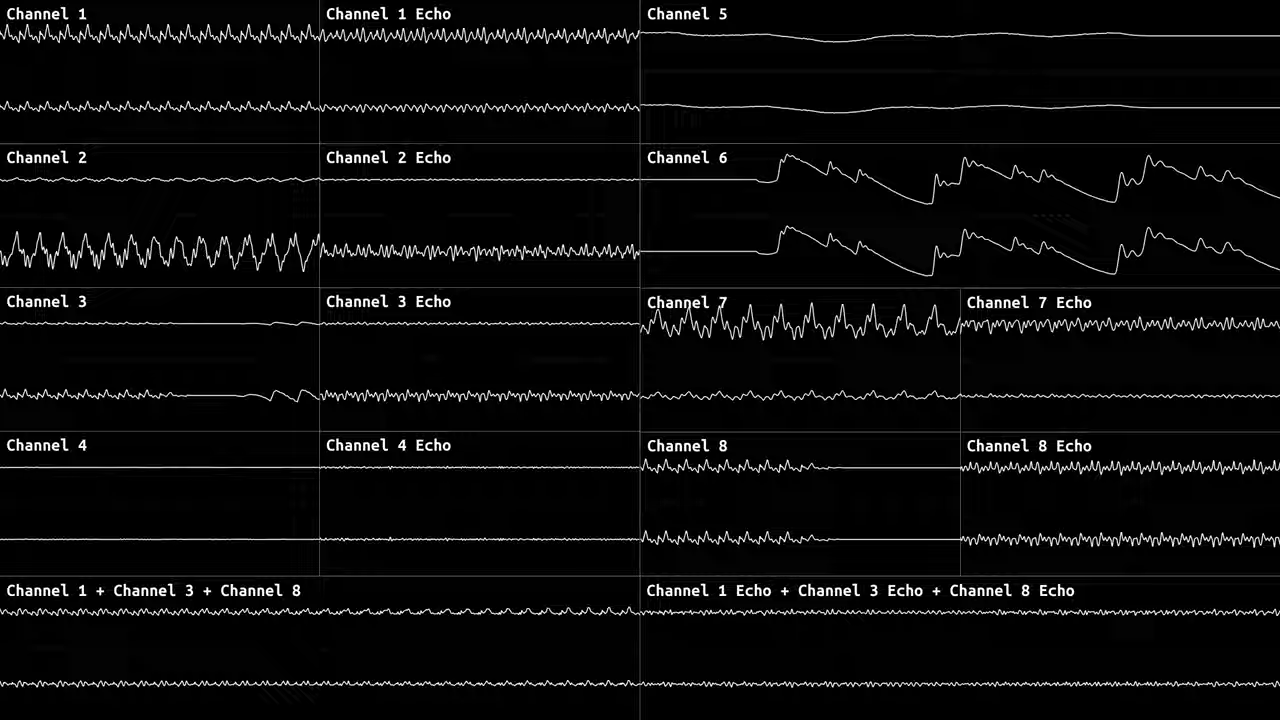 Channel 1
Channel 1 Echo
Channel 5
Channel 2
Channel 2 Echo
Channel 6
Channel 3
Channel 3 Echo
Channel 7
Channel 7 Echo
Channel 4
Channel 4 Echo
Channel 8
Channel 8 Echo
Channel 1 + Channel 3 + Channel 8
Channel 1 Echo + Channel 3 Echo + Channel 8 Echo